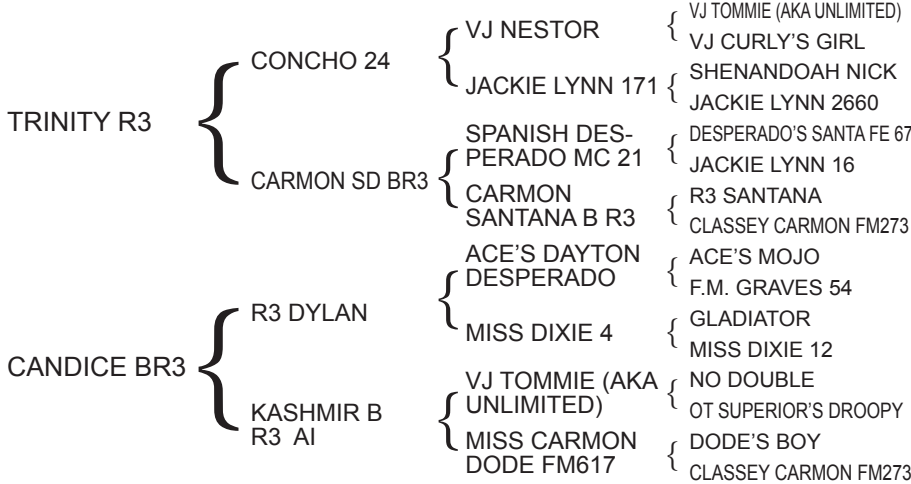 TRINITY R3
CONCHO 24
VJ NESTOR
VJ TOMMIE (AKA UNLIMITED)
VJ CURLY'S GIRL
JACKIE LYNN 171
SHENANDOAH NICK
JACKIE LYNN 2660
CARMON SD BR3
SPANISH DES-
PERADO MC 21
DESPERADO'S SANTA FE 67
JACKIE LYNN 16
CARMON
SANTANA B R3
R3 SANTANA
CLASSEY CARMON FM273
CANDICE BR3
R3 DYLAN
ACE'S DAYTON
DESPERADO
ACE'S MOJO
F.M. GRAVES 54
MISS DIXIE 4
GLADIATOR
MISS DIXIE 12
KASHMIR B
R3 AI
VJ TOMMIE (AKA
UNLIMITED)
NO DOUBLE
OT SUPERIOR'S DROOPY
MISS CARMON
DODE FM617
DODE'S BOY
CLASSEY CARMON FM273